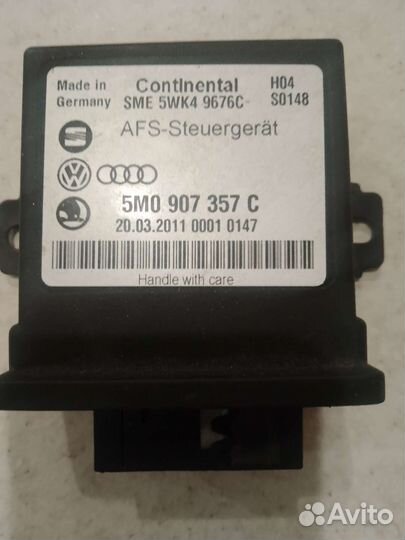 Made in
Germany
Continental
SME 5WK4 9676C
H04
S0148
AFS-Steuergerät
5M0 907 357 C
20.03.2011 0001 0147
Handle with care
Avito